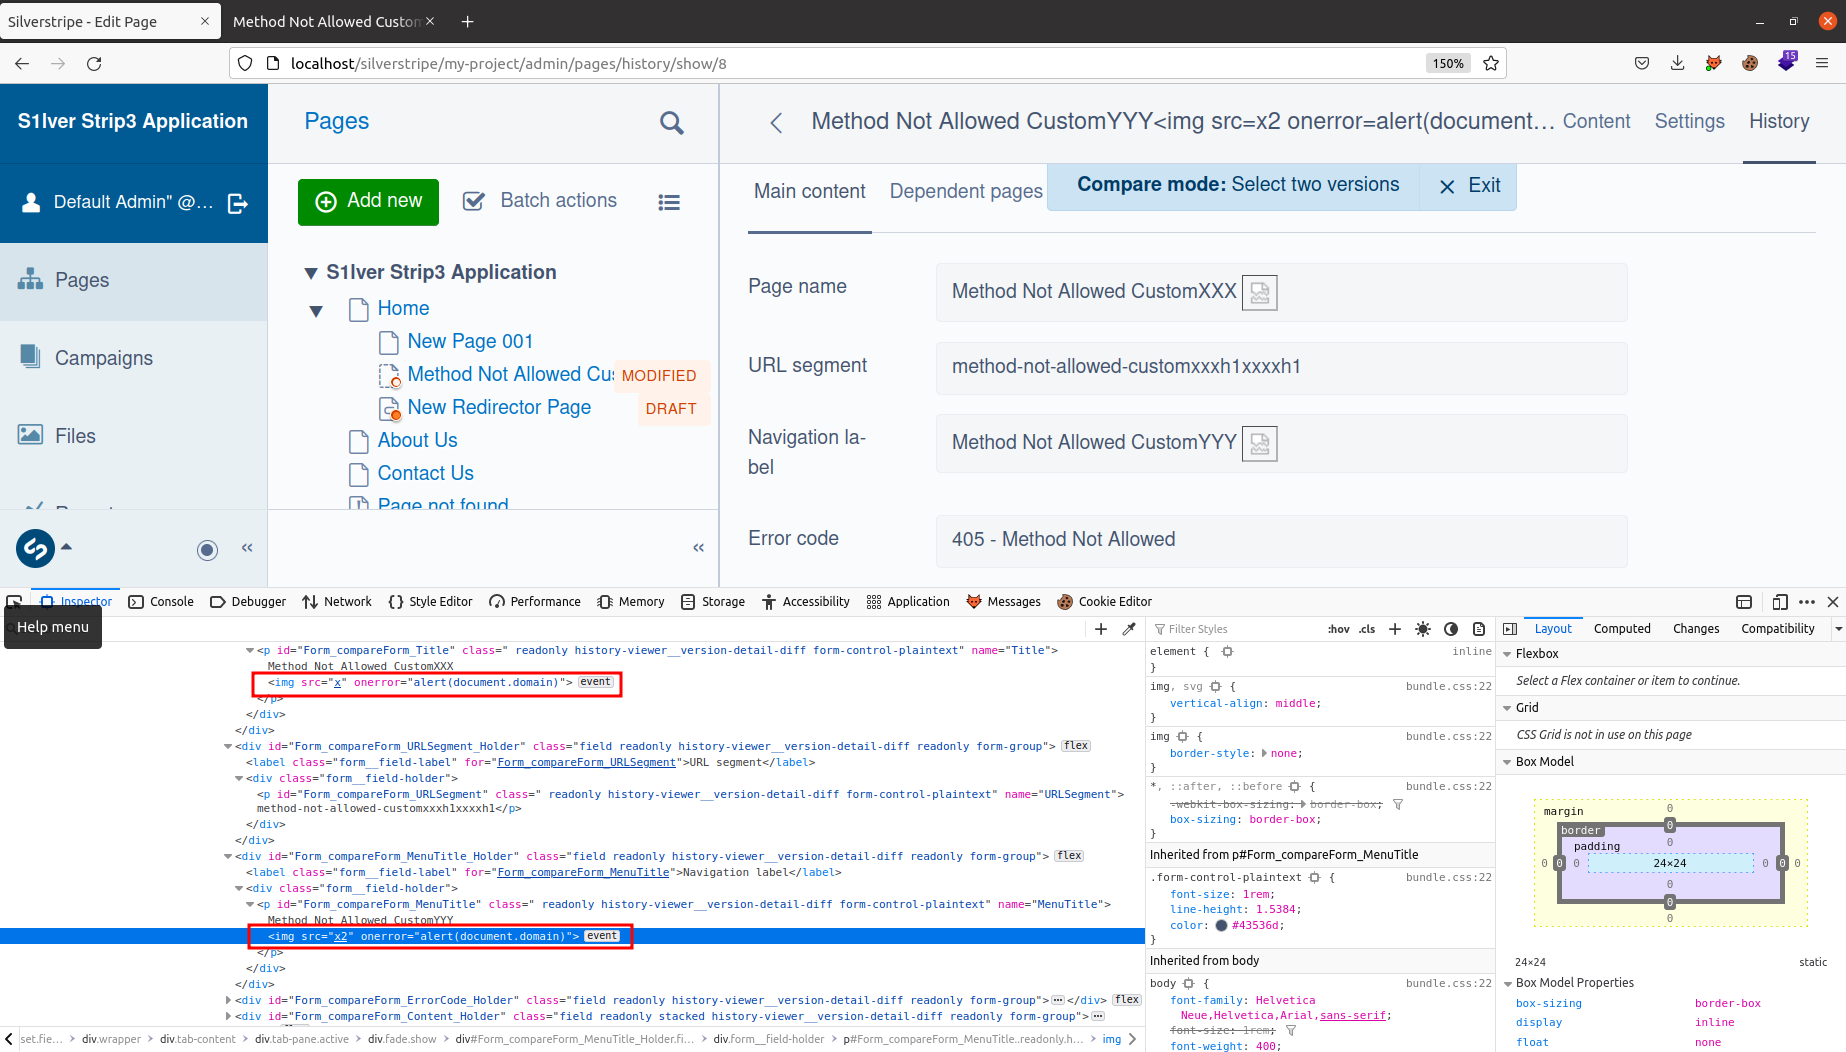 Silverstripe - Edit Page
Method Not Allowed Custom
localhost/silverstripe/my-project/admin/pages/history/show/8
150%
15
S1lver Strip3 Application
Default Admin" @...
Pages
Campaigns
Files
Pages
Add new
Batch actions
S1lver Strip3 Application
Home
New Page 001
Method Not Allowed Cus
MODIFIED
New Redirector Page
DRAFT
About Us
Contact Us
Page not found
Method Not Allowed CustomYYY<img src=x2 onerror=alert(document...
Content
Settings
History
Main content
Dependent pages
Compare mode: Select two versions
Exit
Page name
Method Not Allowed CustomXXX
URL segment
method-not-allowed-customxxxh1xxxxh1
Navigation la-
bel
Method Not Allowed CustomYYY
Error code
405 - Method Not Allowed
Inspector
Console
Debugger
Network
Style Editor
Performance
Memory
Storage
Accessibility
Application
Messages
Cookie Editor
Help menu
<p id="Form_compareForm_Title" class=" readonly history-viewer__version-detail-diff form-control-plaintext" name="Title">
Method Not Allowed CustomXXX
<img src="x" onerror="alert(document.domain)"> event
</p>
</div>
</div>
<div id="Form_compareForm_URLSegment_Holder" class="field readonly history-viewer__version-detail-diff readonly form-group"> flex
<label class="form__field-label" for="Form_compareForm_URLSegment">URL segment</label>
<div class="form__field-holder">
<p id="Form_compareForm_URLSegment" class=" readonly history-viewer__version-detail-diff form-control-plaintext" name="URLSegment">
method-not-allowed-customxxxh1xxxxh1</p>
</div>
</div>
<div id="Form_compareForm_MenuTitle_Holder" class="field readonly history-viewer__version-detail-diff readonly form-group"> flex
<label class="form__field-label" for="Form_compareForm_MenuTitle">Navigation label</label>
<div class="form__field-holder">
<p id="Form_compareForm_MenuTitle" class=" readonly history-viewer__version-detail-diff form-control-plaintext" name="MenuTitle">
Method Not Allowed CustomYYY
<img src="x2" onerror="alert(document.domain)"> event
</p>
</div>
</div>
<div id="Form_compareForm_ErrorCode_Holder" class="field readonly history-viewer__version-detail-diff readonly form-group"> ... </div> flex
<div id="Form_compareForm_Content_Holder" class="field readonly stacked history-viewer__version-detail-diff readonly form-group"> ...
set.fie... > div.wrapper > div.tab-content > div.tab-pane.active > div.fade.show > div#Form_compareForm_MenuTitle_Holder.fi... > div.form__field-holder > p#Form_compareForm_MenuTitle..readonly.h... > img
Filter Styles
:hov .cls
element { inline
}
img, svg { bundle.css:22
vertical-align: middle;
}
img { bundle.css:22
border-style: none;
}
*, ::after, ::before { bundle.css:22
-webkit-box-sizing: border-box;
box-sizing: border-box;
}
Inherited from p#Form_compareForm_MenuTitle
.form-control-plaintext { bundle.css:22
font-size: 1rem;
line-height: 1.5384;
color: #43536d;
}
Inherited from body
body { bundle.css:22
font-family: Helvetica
Neue,Helvetica,Arial,sans-serif;
font-size: 1rem;
font-weight: 400;
Layout
Computed
Changes
Compatibility
Flexbox
Select a Flex container or item to continue.
Grid
CSS Grid is not in use on this page
Box Model
margin
0
border
0
padding
0
0 0 0 24×24 0 0 0
0
0
0
24×24
static
Box Model Properties
box-sizing border-box
display inline
float none